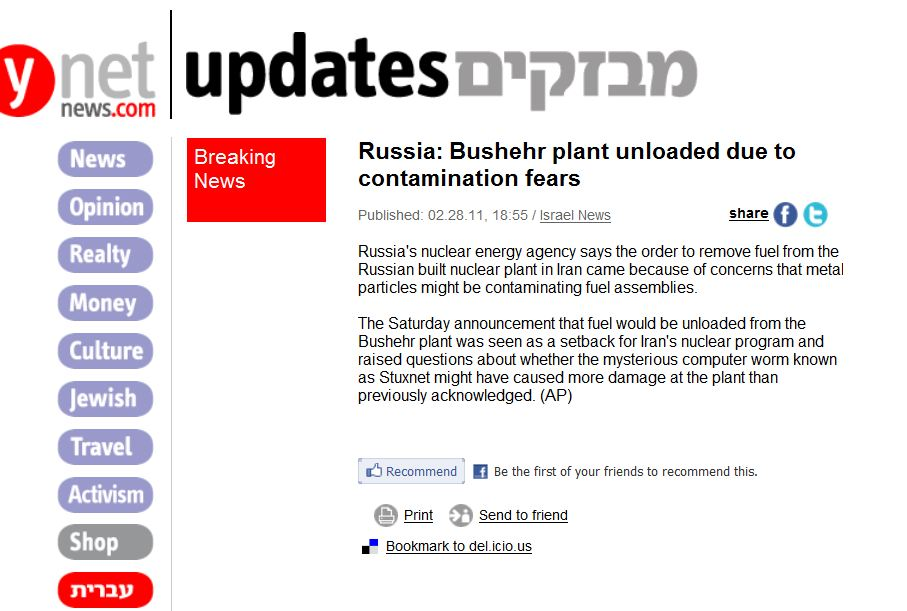 ynet
news.com
updates מבזקים
News
Opinion
Realty
Money
Culture
Jewish
Travel
Activism
Shop
עברית
Breaking
News
Russia: Bushehr plant unloaded due to
contamination fears
Published: 02.28.11, 18:55 / Israel News
share f t
Russia's nuclear energy agency says the order to remove fuel from the
Russian built nuclear plant in Iran came because of concerns that metal
particles might be contaminating fuel assemblies.
The Saturday announcement that fuel would be unloaded from the
Bushehr plant was seen as a setback for Iran's nuclear program and
raised questions about whether the mysterious computer worm known
as Stuxnet might have caused more damage at the plant than
previously acknowledged. (AP)
Recommend f Be the first of your friends to recommend this.
Print Send to friend
Bookmark to del.icio.us